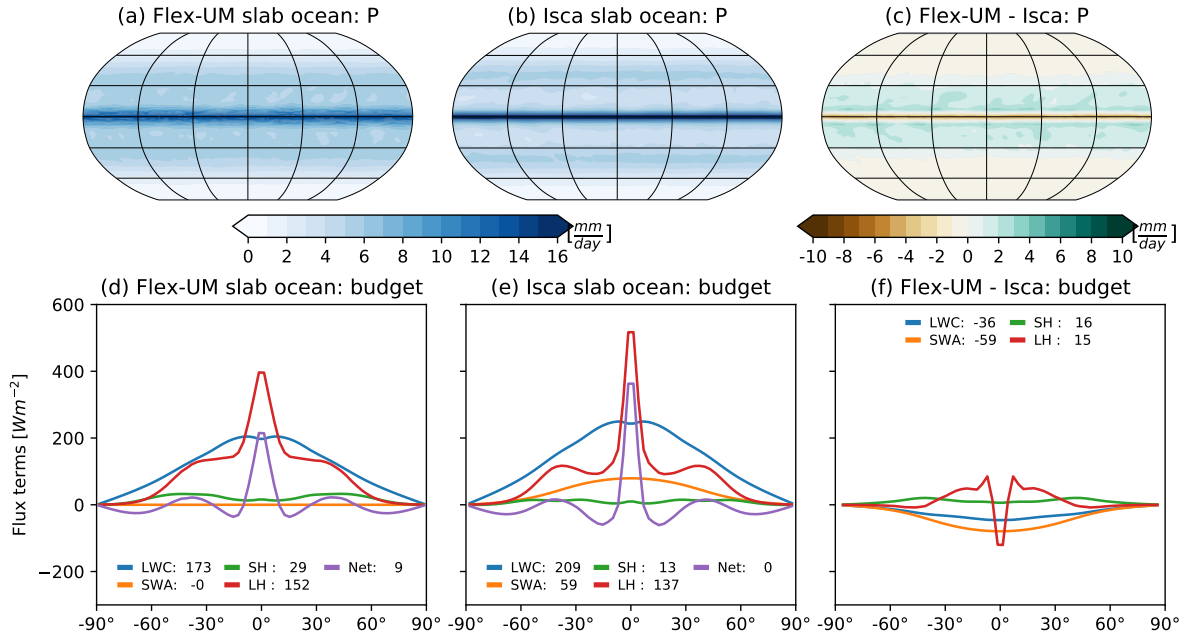 (a) Flex-UM slab ocean: P
(b) Isca slab ocean: P
(c) Flex-UM - Isca: P
0 2 4 6 8 10 12 14 16
[mm/day]
-10 -8 -6 -4 -2 0 2 4 6 8 10
[mm/day]
(d) Flex-UM slab ocean: budget
(e) Isca slab ocean: budget
(f) Flex-UM - Isca: budget
Flux terms [Wm⁻²]
600
400
200
0
−200
LWC: 173 SH : 29 Net: 9
SWA: -0 LH : 152
LWC: 209 SH : 13 Net: 0
SWA: 59 LH : 137
LWC: -36 SH : 16
SWA: -59 LH : 15
-90° -60° -30° 0° 30° 60° 90°
-90° -60° -30° 0° 30° 60° 90°
-90° -60° -30° 0° 30° 60° 90°